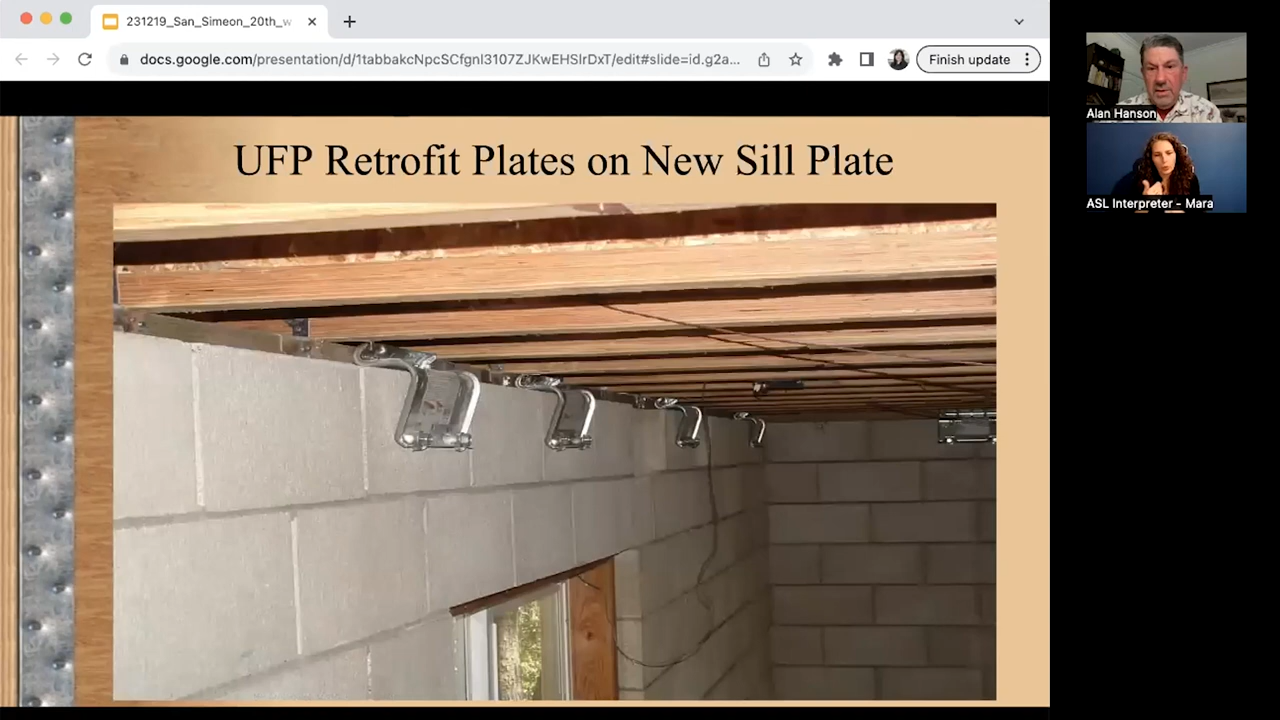 231219_San_Simeon_20th_w
docs.google.com/presentation/d/1tabbakcNpcSCfgnI3107ZJKwEHSIrDxT/edit#slide=id.g2a...
Finish update
UFP Retrofit Plates on New Sill Plate
Alan Hanson
ASL Interpreter - Mara